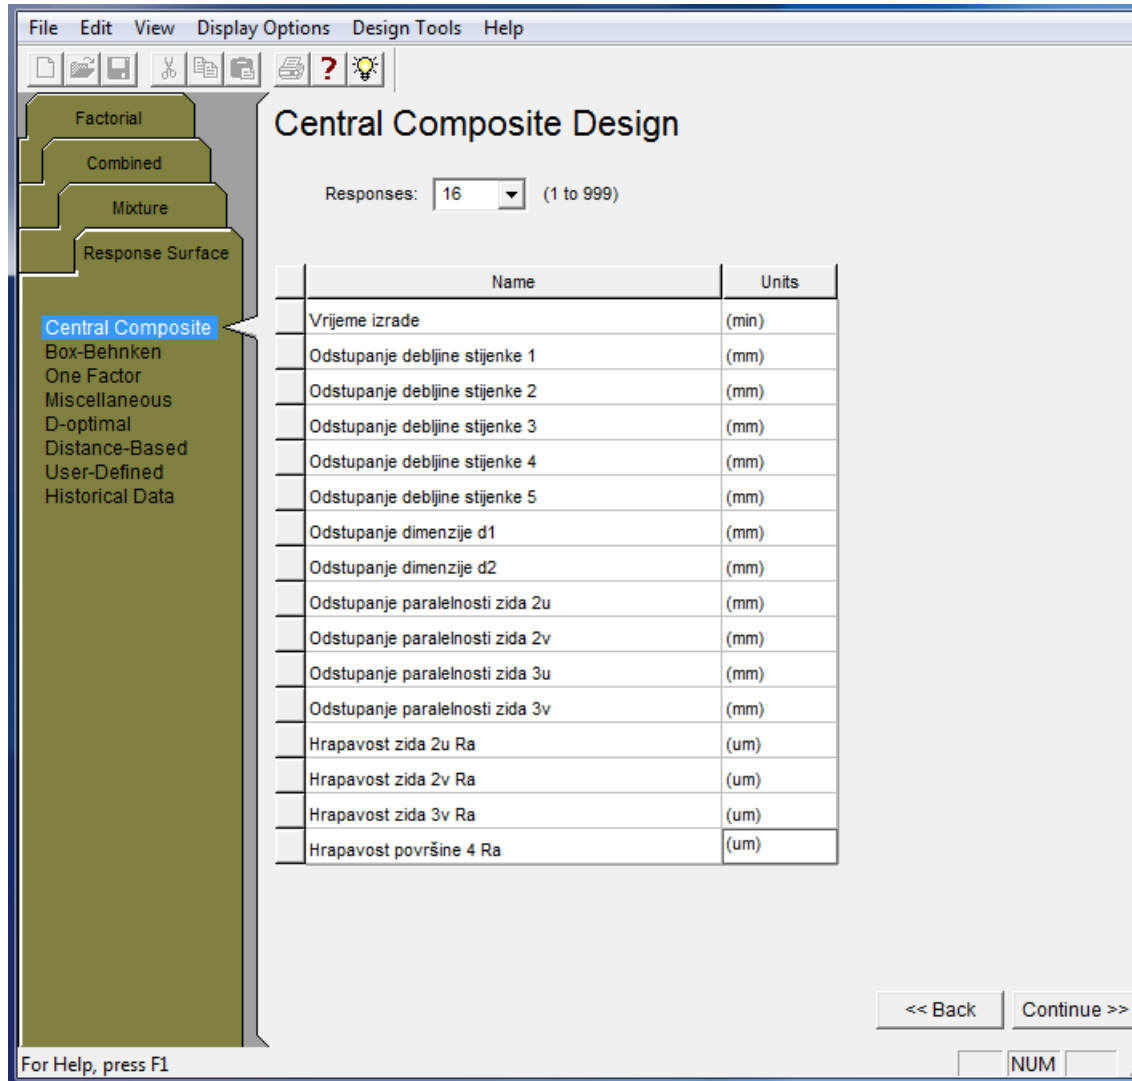 File Edit View Display Options Design Tools Help
Factorial
Combined
Mixture
Response Surface
Central Composite
Box-Behnken
One Factor
Miscellaneous
D-optimal
Distance-Based
User-Defined
Historical Data
Central Composite Design
Responses: 16 (1 to 999)
Name Units
Vrijeme izrade (min)
Odstupanje debljine stijenke 1 (mm)
Odstupanje debljine stijenke 2 (mm)
Odstupanje debljine stijenke 3 (mm)
Odstupanje debljine stijenke 4 (mm)
Odstupanje debljine stijenke 5 (mm)
Odstupanje dimenzije d1 (mm)
Odstupanje dimenzije d2 (mm)
Odstupanje paralelnosti zida 2u (mm)
Odstupanje paralelnosti zida 2v (mm)
Odstupanje paralelnosti zida 3u (mm)
Odstupanje paralelnosti zida 3v (mm)
Hrapavost zida 2u Ra (um)
Hrapavost zida 2v Ra (um)
Hrapavost zida 3v Ra (um)
Hrapavost površine 4 Ra (um)
<< Back Continue >>
For Help, press F1 NUM